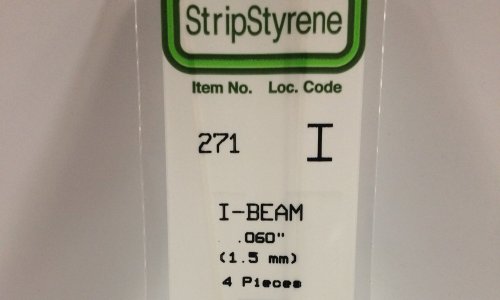 StripStyrene
Item No. Loc. Code
271 I
I-BEAM
.060"
(1.5 mm)
4 Pieces